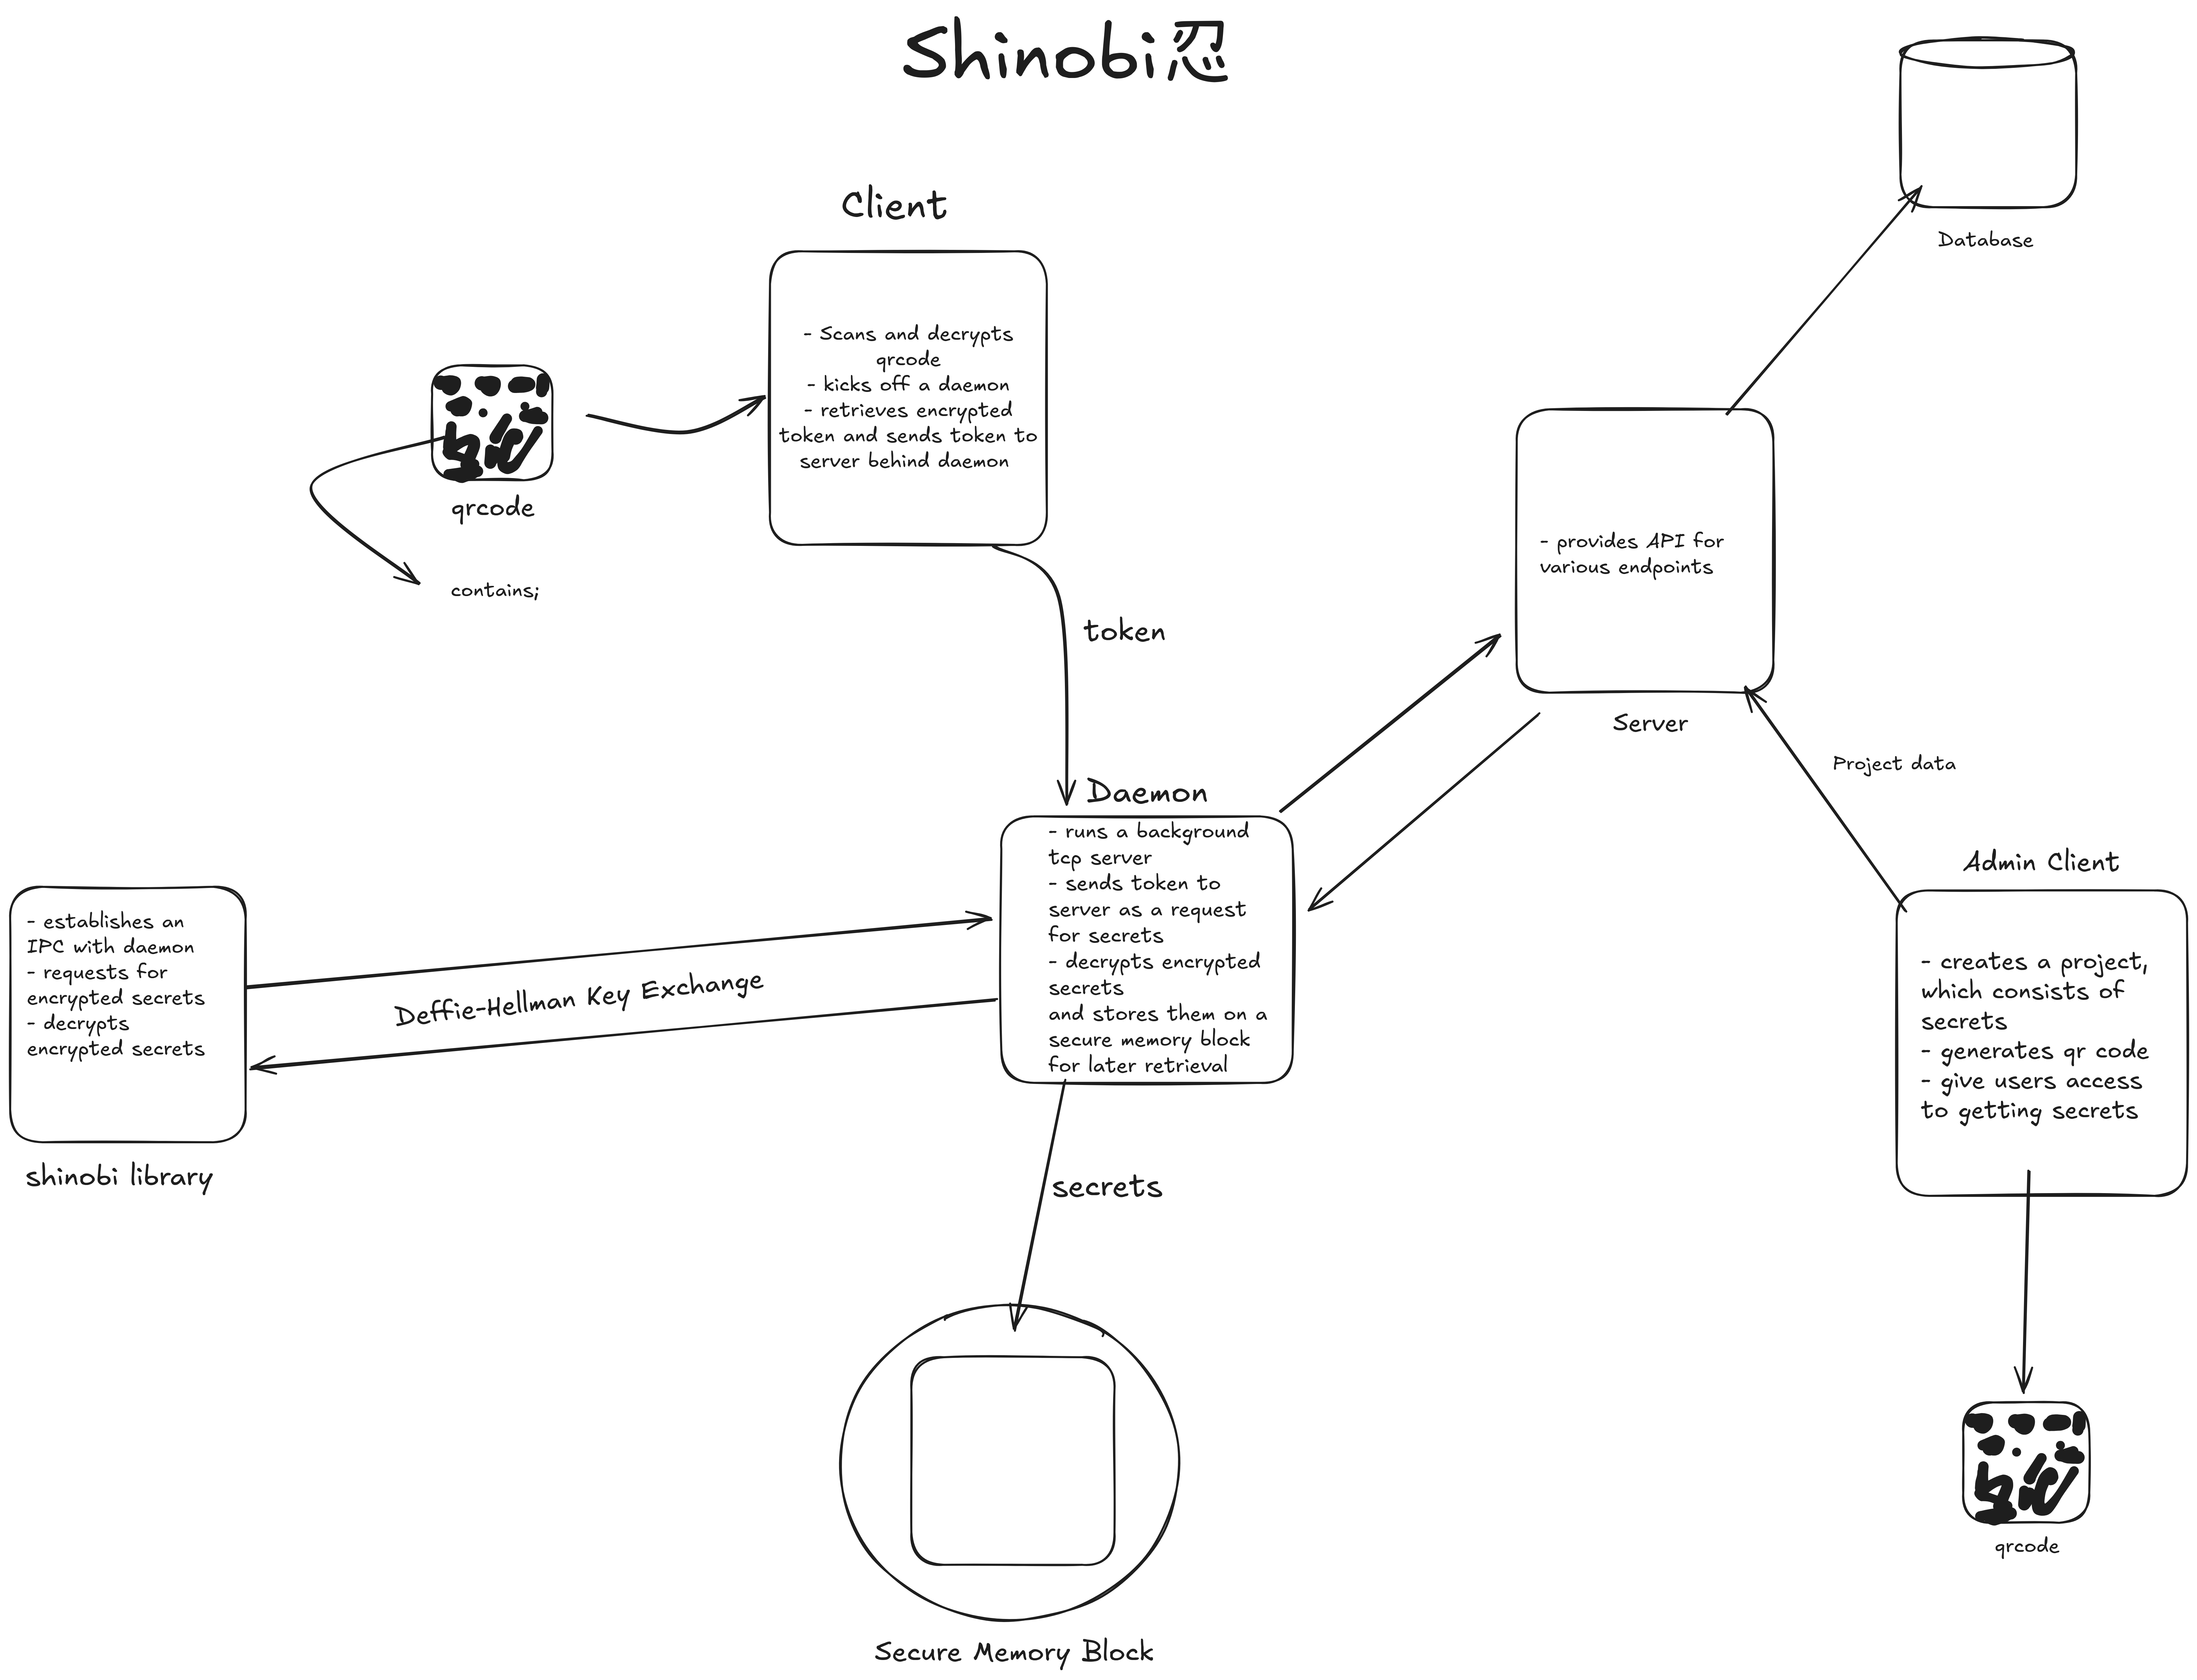 Shinobi忍
Database
Client
- Scans and decrypts
qrcode
- kicks off a daemon
- retrieves encrypted
token and sends token to
server behind daemon
qrcode
contains;
token
- provides API for
various endpoints
Server
Project data
Daemon
- runs a background
tcp server
- sends token to
server as a request
for secrets
- decrypts encrypted
secrets
and stores them on a
secure memory block
for later retrieval
Admin Client
- creates a project,
which consists of
secrets
- generates qr code
- give users access
to getting secrets
- establishes an
IPC with daemon
- requests for
encrypted secrets
- decrypts
encrypted secrets
shinobi library
Deffie-Hellman Key Exchange
secrets
qrcode
Secure Memory Block